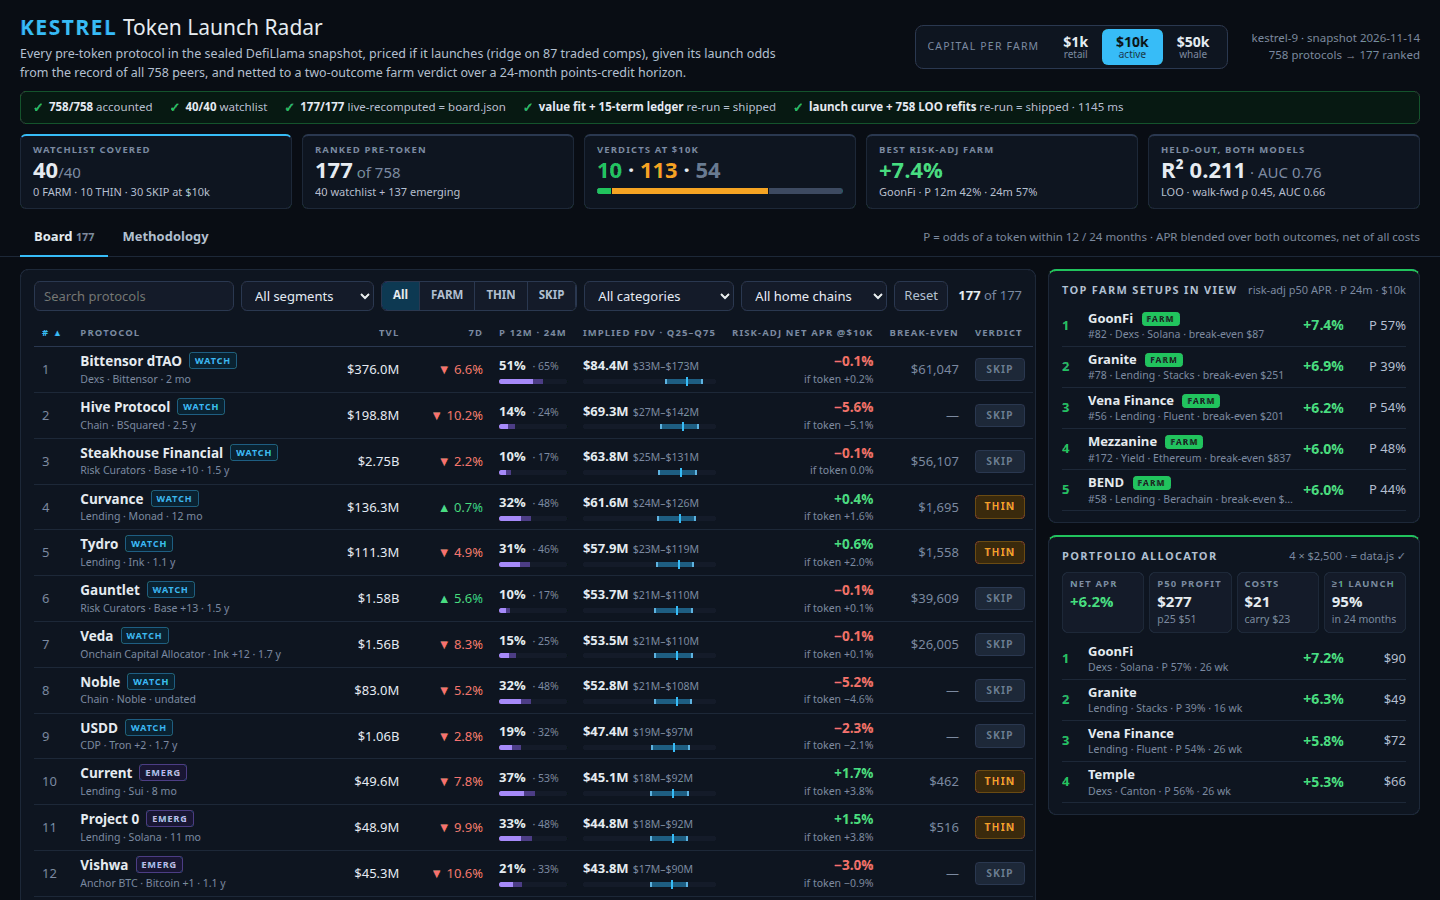 KESTREL Token Launch Radar
Every pre-token protocol in the sealed DefiLlama snapshot, priced if it launches (ridge on 87 traded comps), given its launch odds
from the record of all 758 peers, and netted to a two-outcome farm verdict over a 24-month points-credit horizon.
CAPITAL PER FARM
$1k retail
$10k active
$50k whale
kestrel-9 · snapshot 2026-11-14
758 protocols → 177 ranked
✓ 758/758 accounted ✓ 40/40 watchlist ✓ 177/177 live-recomputed = board.json ✓ value fit + 15-term ledger re-run = shipped ✓ launch curve + 758 LOO refits re-run = shipped · 1145 ms
WATCHLIST COVERED
40/40
0 FARM · 10 THIN · 30 SKIP at $10k
RANKED PRE-TOKEN
177 of 758
40 watchlist + 137 emerging
VERDICTS AT $10K
10 · 113 · 54
BEST RISK-ADJ FARM
+7.4%
GoonFi · P 12m 42% · 24m 57%
HELD-OUT, BOTH MODELS
R² 0.211 · AUC 0.76
LOO · walk-fwd ρ 0.45, AUC 0.66
Board 177 Methodology
P = odds of a token within 12 / 24 months · APR blended over both outcomes, net of all costs
Search protocols All segments All FARM THIN SKIP All categories All home chains Reset 177 of 177
# ▲ PROTOCOL TVL 7D P 12M · 24M IMPLIED FDV · Q25–Q75 RISK-ADJ NET APR @$10K BREAK-EVEN VERDICT
1 Bittensor dTAO WATCH $376.0M ▼ 6.6% 51% · 65% $84.4M $33M–$173M −0.1% $61,047 SKIP
Dexs · Bittensor · 2 mo if token +0.2%
2 Hive Protocol WATCH $198.8M ▼ 10.2% 14% · 24% $69.3M $27M–$142M −5.6% — SKIP
Chain · BSquared · 2.5 y if token −5.1%
3 Steakhouse Financial WATCH $2.75B ▼ 2.2% 10% · 17% $63.8M $25M–$131M −0.1% $56,107 SKIP
Risk Curators · Base +10 · 1.5 y if token 0.0%
4 Curvance WATCH $136.3M ▲ 0.7% 32% · 48% $61.6M $24M–$126M +0.4% $1,695 THIN
Lending · Monad · 12 mo if token +1.6%
5 Tydro WATCH $111.3M ▼ 4.9% 31% · 46% $57.9M $23M–$119M +0.6% $1,558 THIN
Lending · Ink · 1.1 y if token +2.0%
6 Gauntlet WATCH $1.58B ▲ 5.6% 10% · 17% $53.7M $21M–$110M −0.1% $39,609 SKIP
Risk Curators · Base +13 · 1.5 y if token +0.1%
7 Veda WATCH $1.56B ▼ 8.3% 15% · 25% $53.5M $21M–$110M −0.1% $26,005 SKIP
Onchain Capital Allocator · Ink +12 · 1.7 y if token +0.1%
8 Noble WATCH $83.0M ▼ 5.2% 32% · 48% $52.8M $21M–$108M −5.2% — SKIP
Chain · Noble · undated if token −4.6%
9 USDD WATCH $1.06B ▼ 2.8% 19% · 32% $47.4M $19M–$97M −2.3% — SKIP
CDP · Tron +2 · 1.7 y if token −2.1%
10 Current EMERG $49.6M ▼ 7.8% 37% · 53% $45.1M $18M–$92M +1.7% $462 THIN
Lending · Sui · 8 mo if token +3.8%
11 Project 0 EMERG $48.9M ▼ 9.9% 33% · 48% $44.8M $18M–$92M +1.5% $516 THIN
Lending · Solana · 11 mo if token +3.8%
12 Vishwa EMERG $45.3M ▼ 10.6% 21% · 33% $43.8M $17M–$90M −3.0% — SKIP
Anchor BTC · Bitcoin +1 · 1.1 y if token −0.9%
TOP FARM SETUPS IN VIEW risk-adj p50 APR · P 24m · $10k
1 GoonFi FARM +7.4% P 57%
#82 · Dexs · Solana · break-even $87
2 Granite FARM +6.9% P 39%
#78 · Lending · Stacks · break-even $251
3 Vena Finance FARM +6.2% P 54%
#56 · Lending · Fluent · break-even $201
4 Mezzanine FARM +6.0% P 48%
#172 · Yield · Ethereum · break-even $837
5 BEND FARM +6.0% P 44%
#58 · Lending · Berachain · break-even $…
PORTFOLIO ALLOCATOR 4 × $2,500 · = data.js ✓
NET APR
+6.2%
P50 PROFIT
$277
p25 $51
COSTS
$21
carry $23
≥1 LAUNCH
95%
in 24 months
1 GoonFi +7.2% $90
Dexs · Solana · P 57% · 26 wk
2 Granite +6.3% $49
Lending · Stacks · P 39% · 16 wk
3 Vena Finance +5.8% $72
Lending · Fluent · P 54% · 26 wk
4 Temple +5.3% $66
Dexs · Canton · P 56% · 26 wk